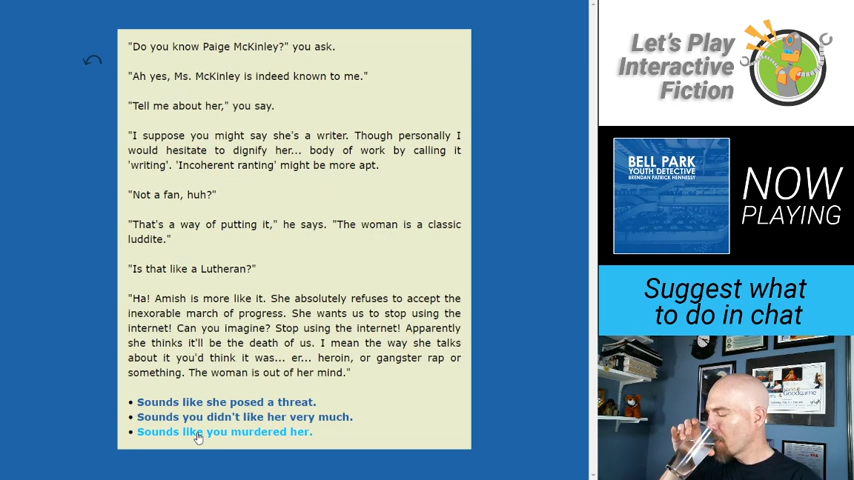 "Do you know Paige McKinley?" you ask.
"Ah yes, Ms. McKinley is indeed known to me."
"Tell me about her," you say.
"I suppose you might say she's a writer. Though personally I
would hesitate to dignify her... body of work by calling it
'writing'. 'Incoherent ranting' might be more apt.
"Not a fan, huh?"
"That's a way of putting it," he says. "The woman is a classic
luddite."
"Is that like a Lutheran?"
"Ha! Amish is more like it. She absolutely refuses to accept the
inexorable march of progress. She wants us to stop using the
internet! Can you imagine? Stop using the internet! Apparently
she thinks it'll be the death of us. I mean the way she talks
about it you'd think it was... er... heroin, or gangster rap or
something. The woman is out of her mind."
• Sounds like she posed a threat.
• Sounds you didn't like her very much.
• Sounds like you murdered her.
Let's Play
Interactive
Fiction
BELL PARK
YOUTH DETECTIVE
BRENDAN PATRICK HENNESSY
NOW
PLAYING
Suggest what
to do in chat